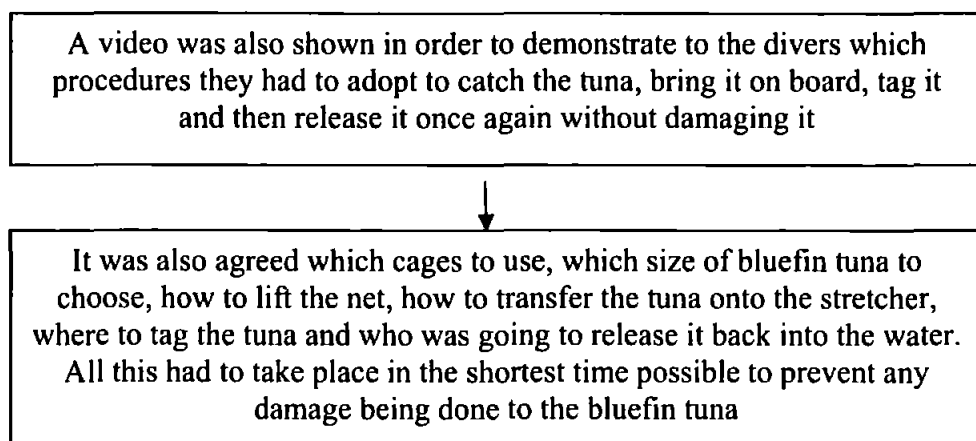 A video was also shown in order to demonstrate to the divers which
procedures they had to adopt to catch the tuna, bring it on board, tag it
and then release it once again without damaging it
It was also agreed which cages to use, which size of bluefin tuna to
choose, how to lift the net, how to transfer the tuna onto the stretcher,
where to tag the tuna and who was going to release it back into the water.
All this had to take place in the shortest time possible to prevent any
damage being done to the bluefin tuna